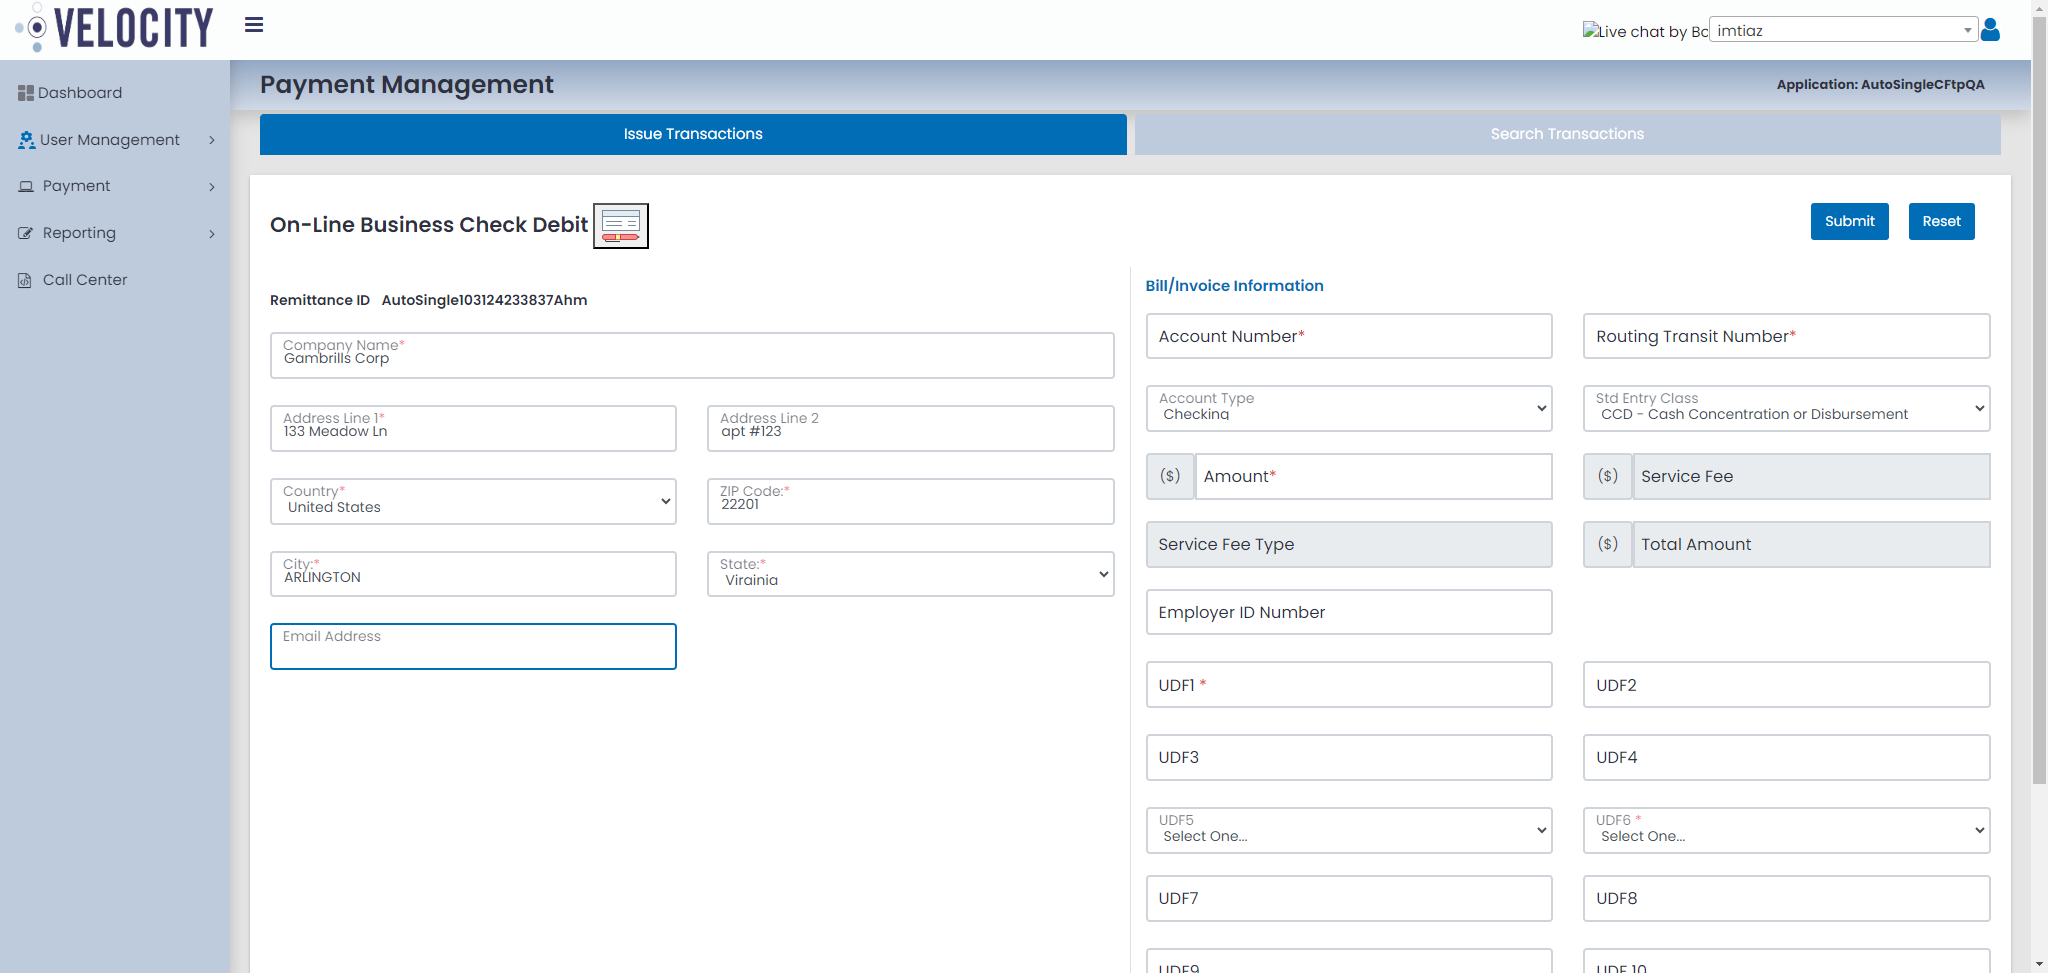 VELOCITY
Live chat by Bo
imtiaz
Dashboard
User Management
Payment
Reporting
Call Center
Payment Management
Application: AutoSingleCFtpQA
Issue Transactions
Search Transactions
On-Line Business Check Debit
Submit
Reset
Remittance ID AutoSingle103124233837Ahm
Company Name*
Gambrills Corp
Address Line 1*
133 Meadow Ln
Address Line 2
apt #123
Country*
United States
ZIP Code:*
22201
City:*
ARLINGTON
State:*
Virginia
Email Address
Bill/Invoice Information
Account Number*
Routing Transit Number*
Account Type
Checking
Std Entry Class
CCD - Cash Concentration or Disbursement
($) Amount*
($) Service Fee
Service Fee Type
($) Total Amount
Employer ID Number
UDF1 *
UDF2
UDF3
UDF4
UDF5
Select One...
UDF6 *
Select One...
UDF7
UDF8
UDF9
UDF 10